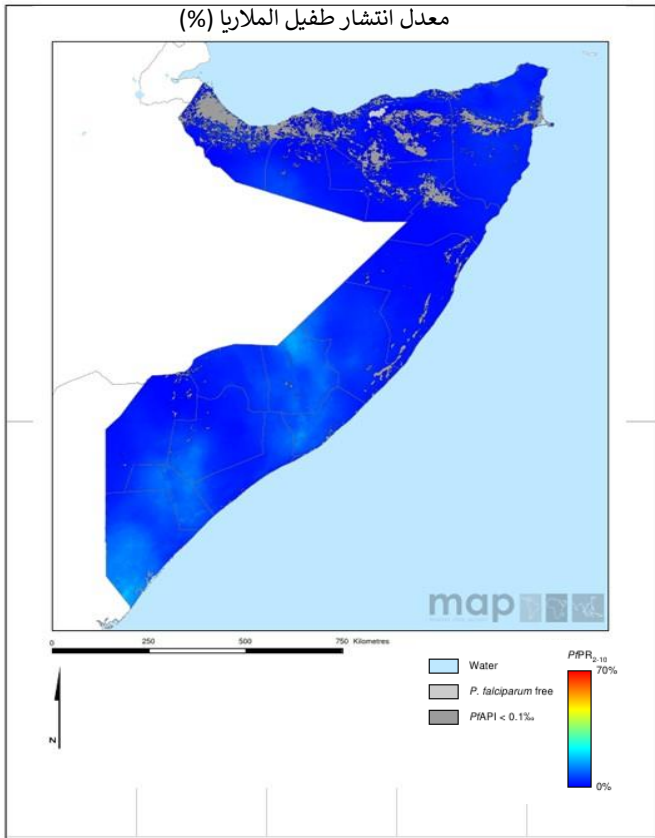 معدل انتشار طفيل الملاريا (%)
map
0 250 500 750 Kilometres
N
Water
P. falciparum free
PfAPI < 0.1‰
PfPR2-10
70%
0%